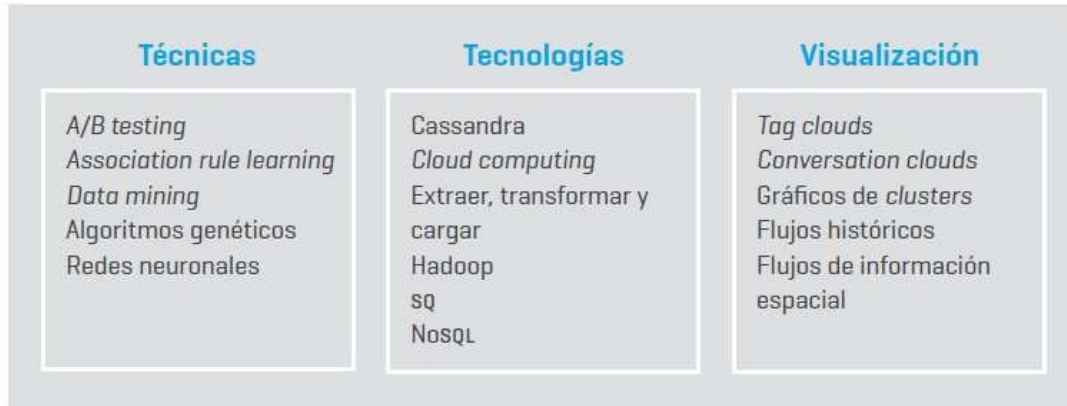 Técnicas
A/B testing
Association rule learning
Data mining
Algoritmos genéticos
Redes neuronales
Tecnologías
Cassandra
Cloud computing
Extraer, transformar y
cargar
Hadoop
SQ
NoSQL
Visualización
Tag clouds
Conversation clouds
Gráficos de clusters
Flujos históricos
Flujos de información
espacial